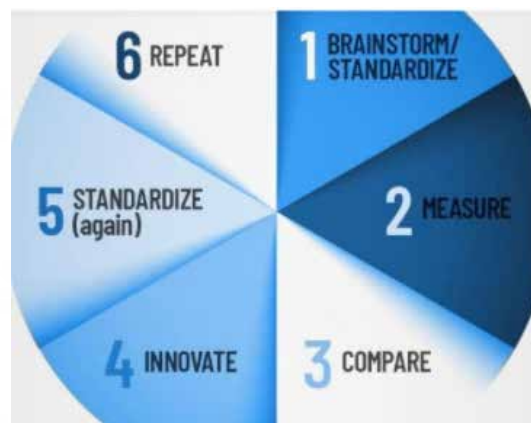 1 BRAINSTORM/
STANDARDIZE
2 MEASURE
3 COMPARE
4 INNOVATE
5 STANDARDIZE
(again)
6 REPEAT